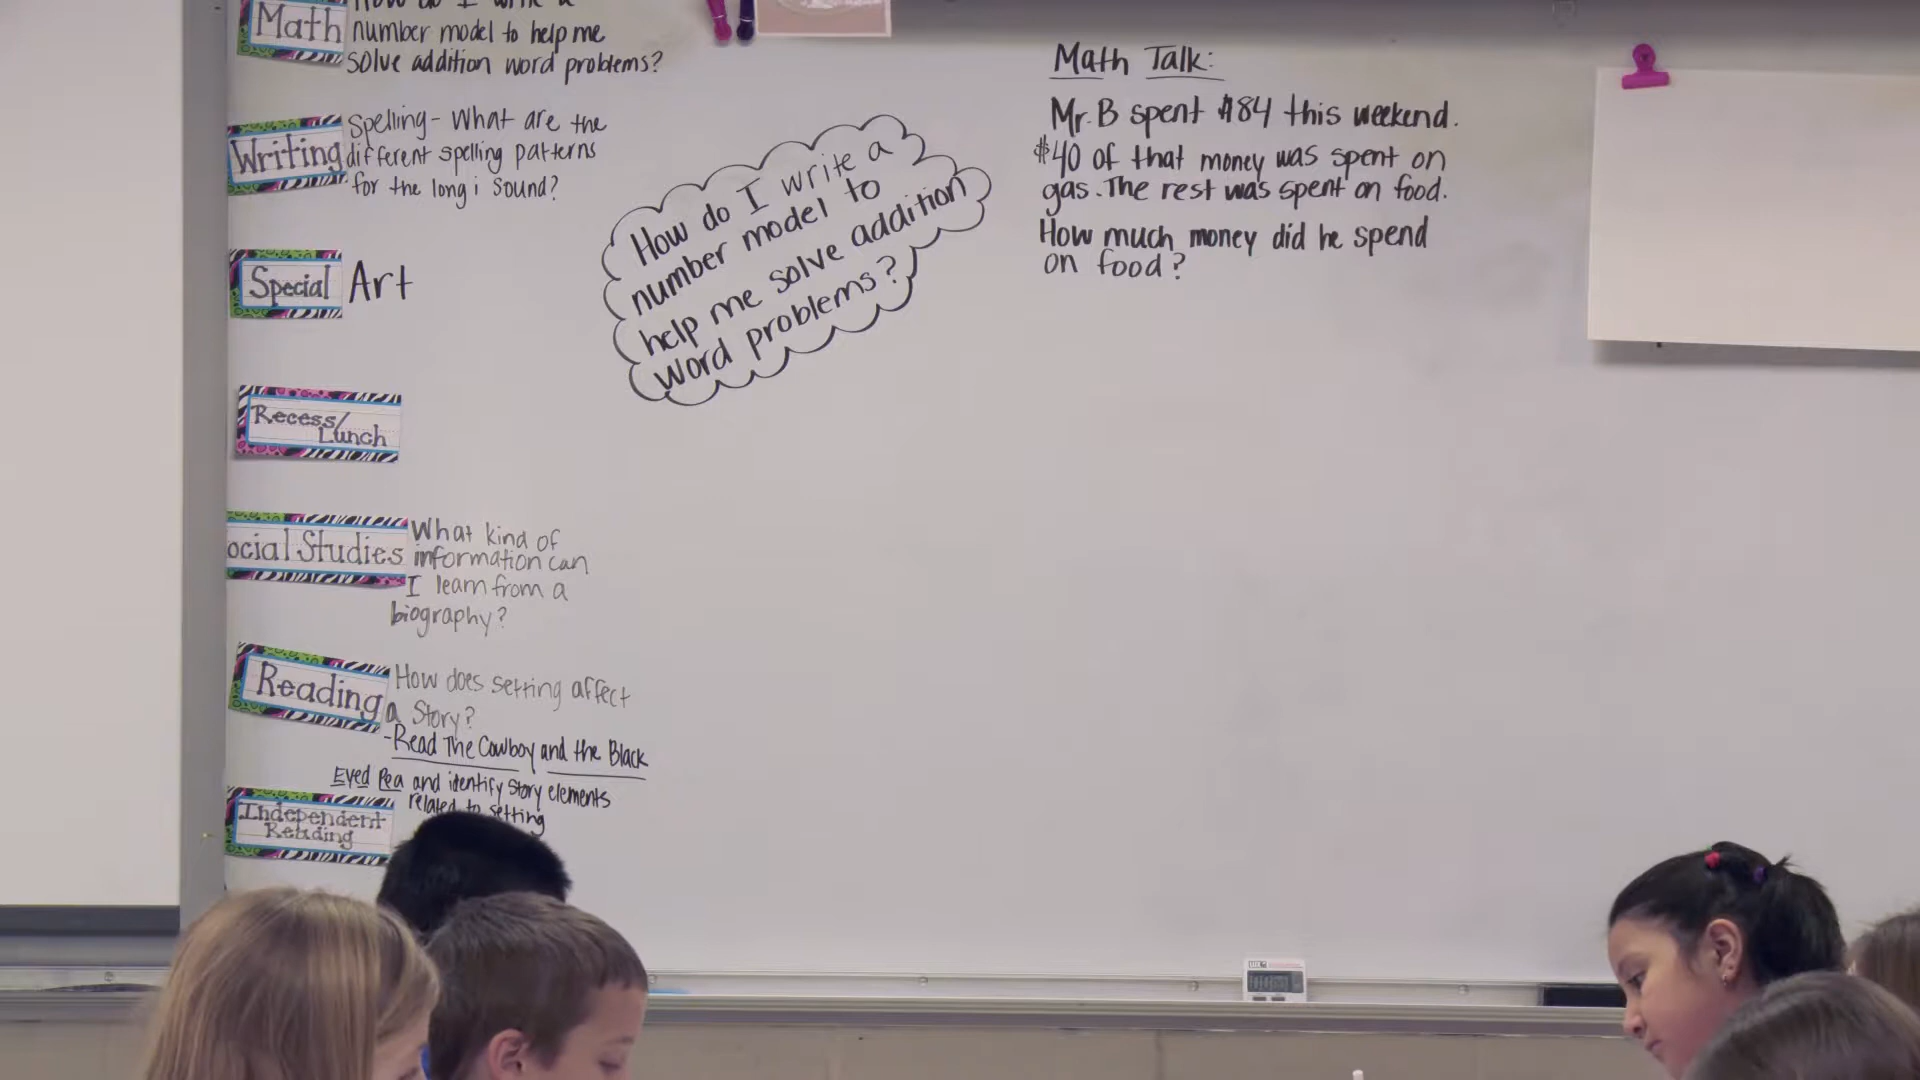 Math
number model to help me
solve addition word problems?
Writing
Spelling- What are the
different spelling patterns
for the long i sound?
Special
Art
Recess/
Lunch
ocial Studies
What kind of
information can
I learn from a
biography?
Reading
How does setting affect
a Story?
-Read The Cowboy and the Black
Eyed Pea and identify story elements
related to setting
Independent
Reading
How do I write a
number model to
help me solve addition
word problems?
Math Talk:
Mr. B spent $84 this weekend.
$40 of that money was spent on
gas. The rest was spent on food.
How much money did he spend
on food?